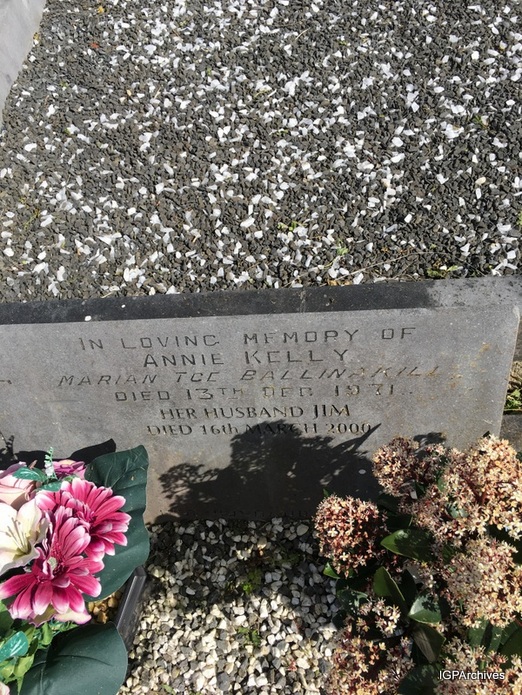 IN LOVING MEMORY OF
ANNIE KELLY
MARIAN TCE BALLINAKILL
DIED 13TH DEC. 1971
HER HUSBAND JIM
DIED 16th MARCH 2000
IGPArchives